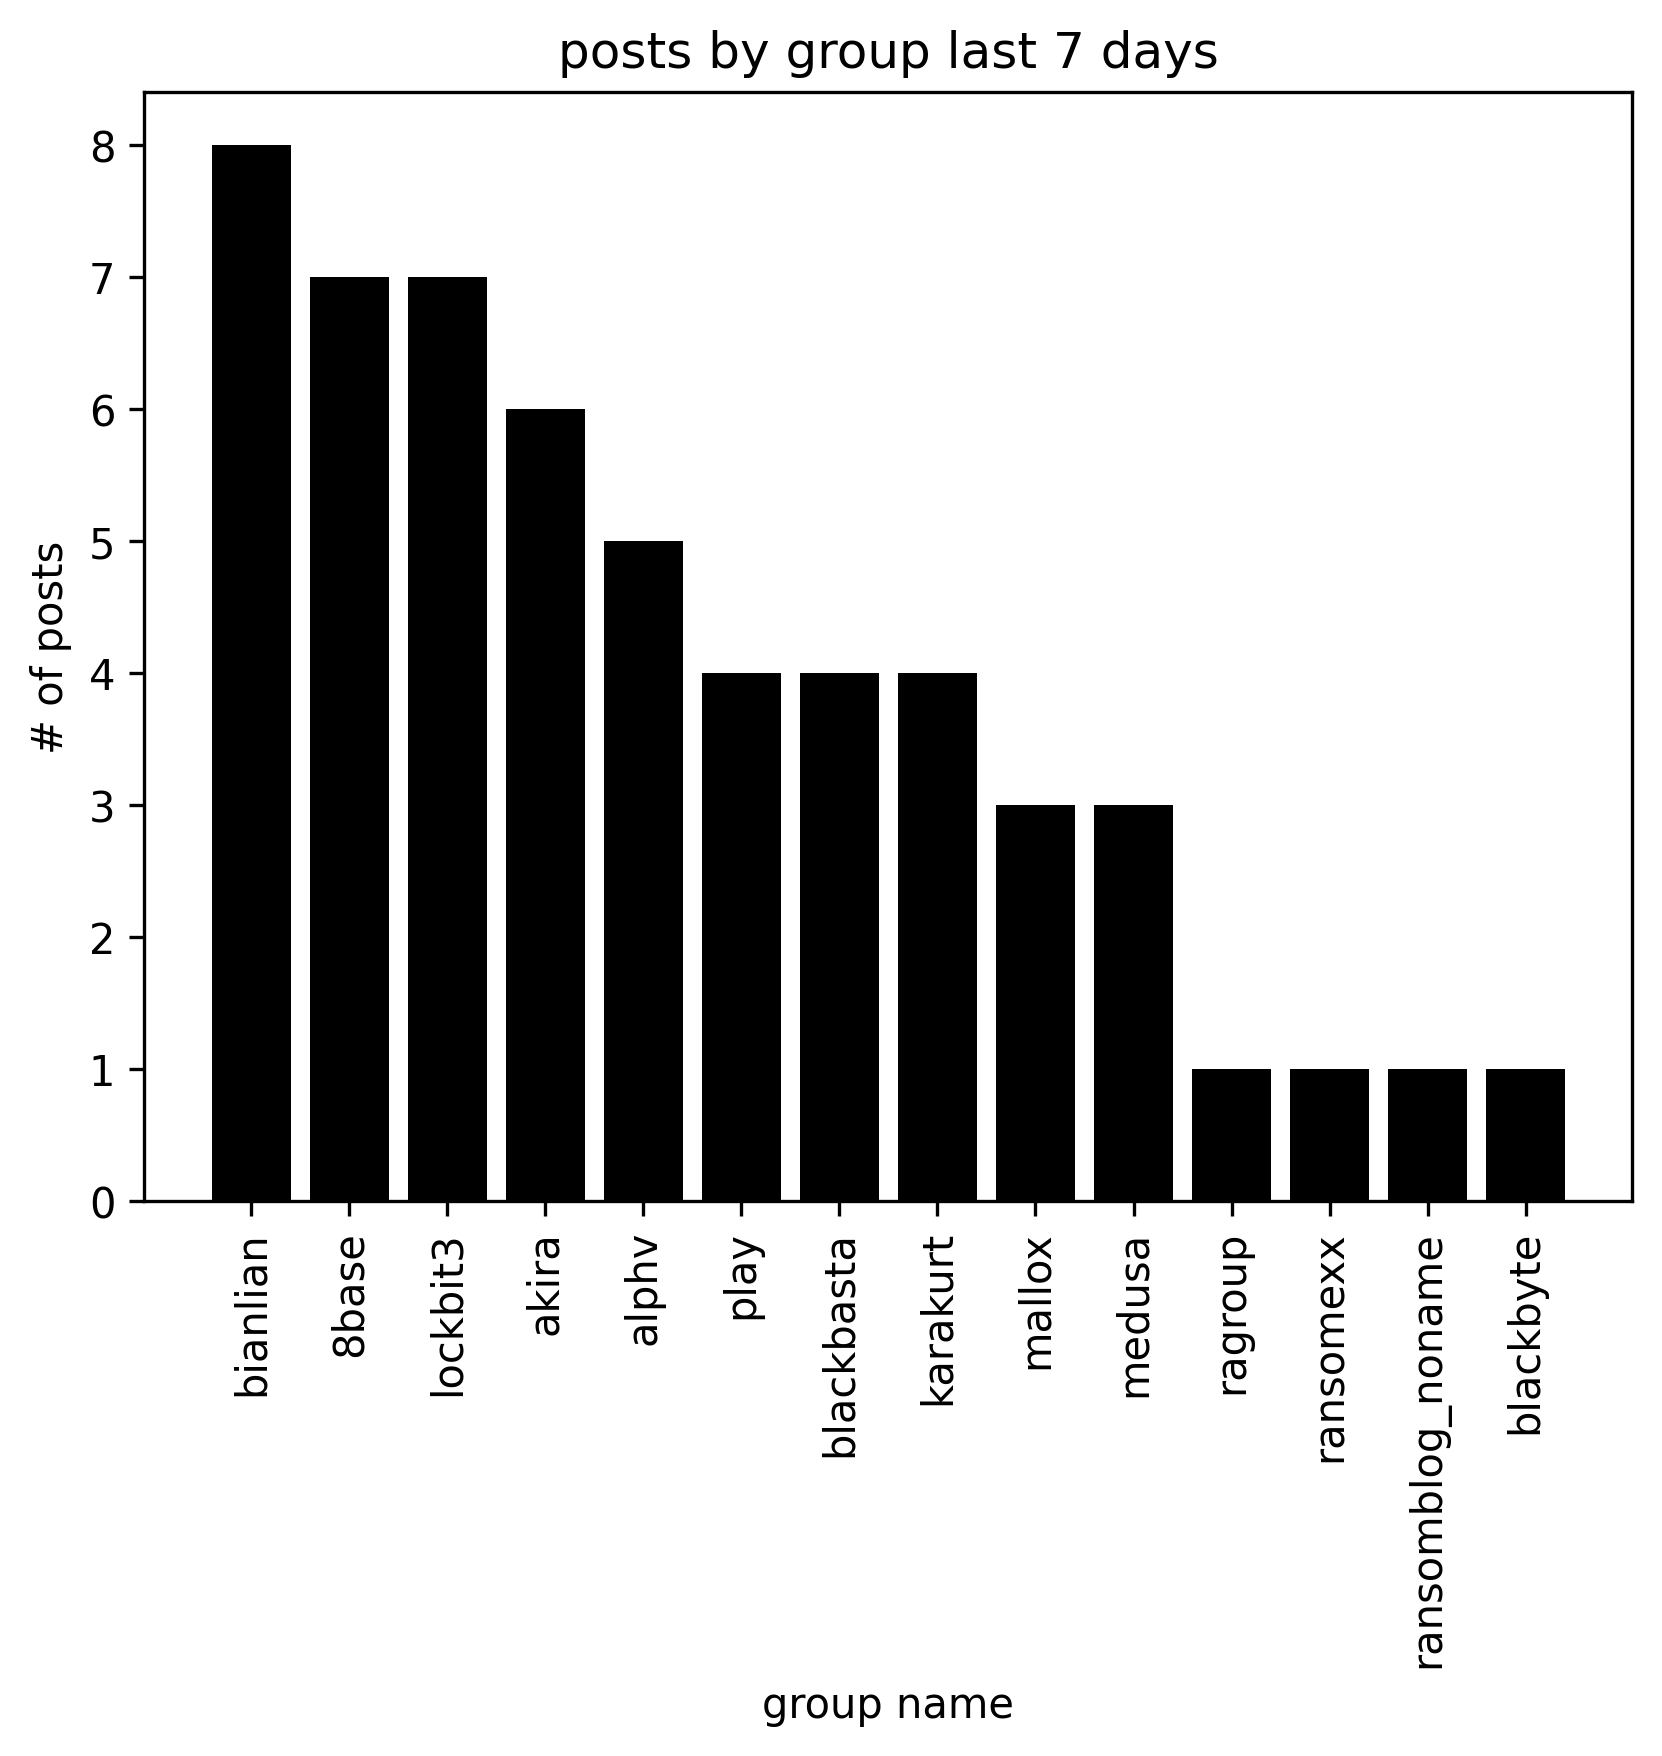 posts by group last 7 days
# of posts
8
7
6
5
4
3
2
1
0
bianlian
8base
lockbit3
akira
alphv
play
blackbasta
karakurt
mallox
medusa
ragroup
ransomexx
ransomblog_noname
blackbyte
group name